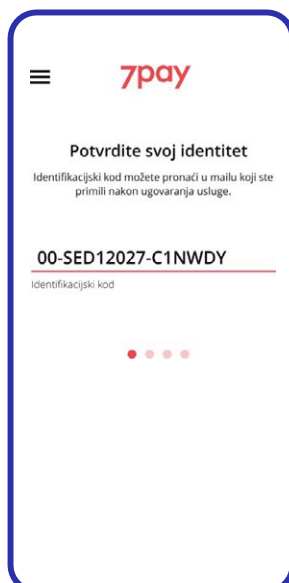 7pay
Potvrdite svoj identitet
Identifikacijski kod možete pronaći u mailu koji ste
primili nakon ugovaranja usluge.
00-SED12027-C1NWDY
Identifikacijski kod